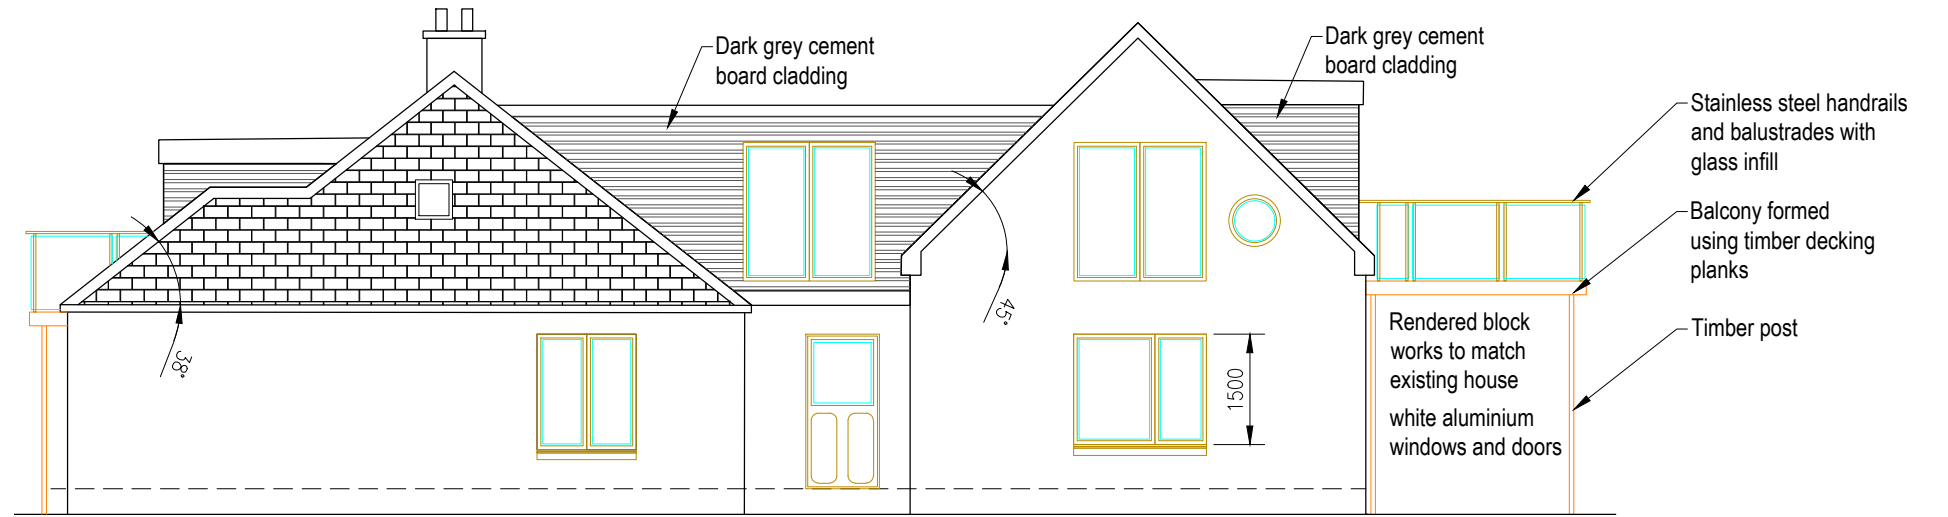 Dark grey cement
board cladding
Dark grey cement
board cladding
Stainless steel handrails
and balustrades with
glass infill
Balcony formed
using timber decking
planks
Timber post
Rendered block
works to match
existing house
white aluminium
windows and doors
38°
45°
1500